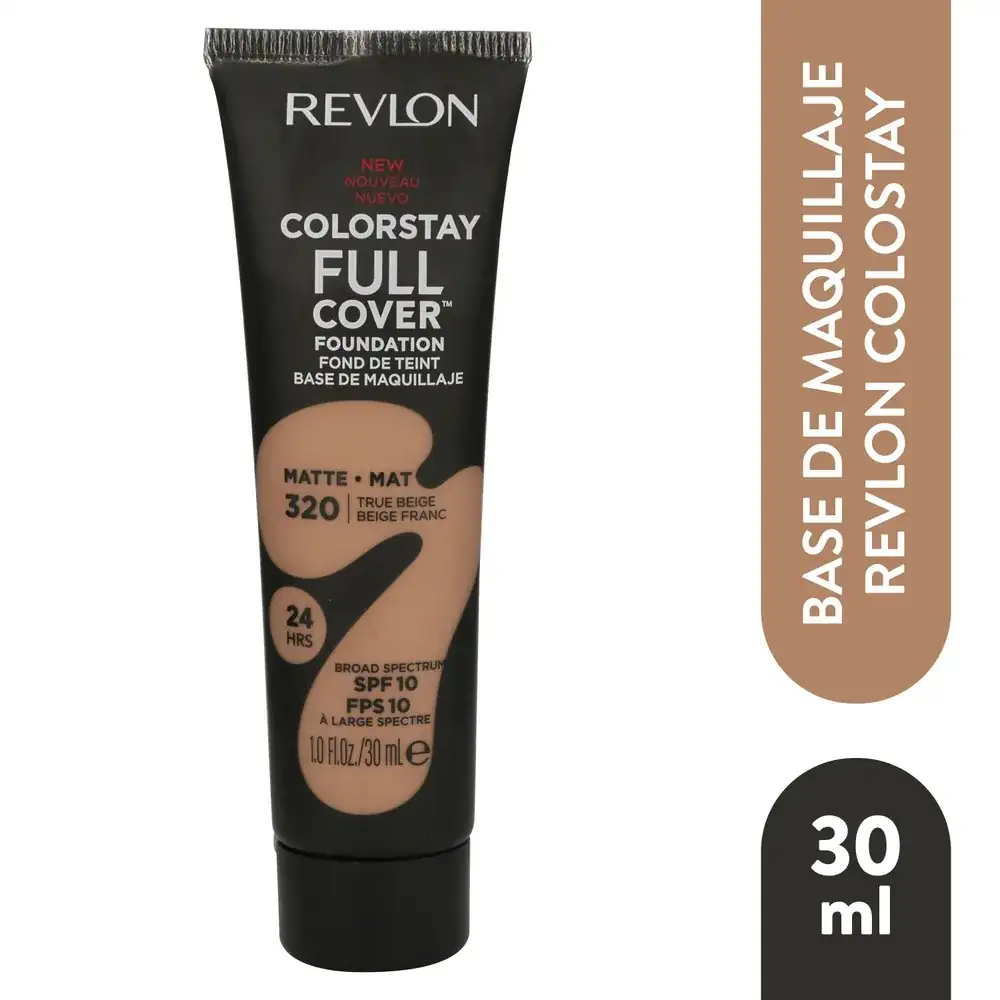 REVLON
NEW
NOUVEAU
NUEVO
COLORSTAY
FULL
COVER™
FOUNDATION
FOND DE TEINT
BASE DE MAQUILLAJE
MATTE • MAT
320 | TRUE BEIGE
BEIGE FRANC
24
HRS
BROAD SPECTRUM
SPF 10
FPS 10
À LARGE SPECTRE
1.0 Fl.Oz./30 mL e
BASE DE MAQUILLAJE
REVLON COLOSTAY
30
ml